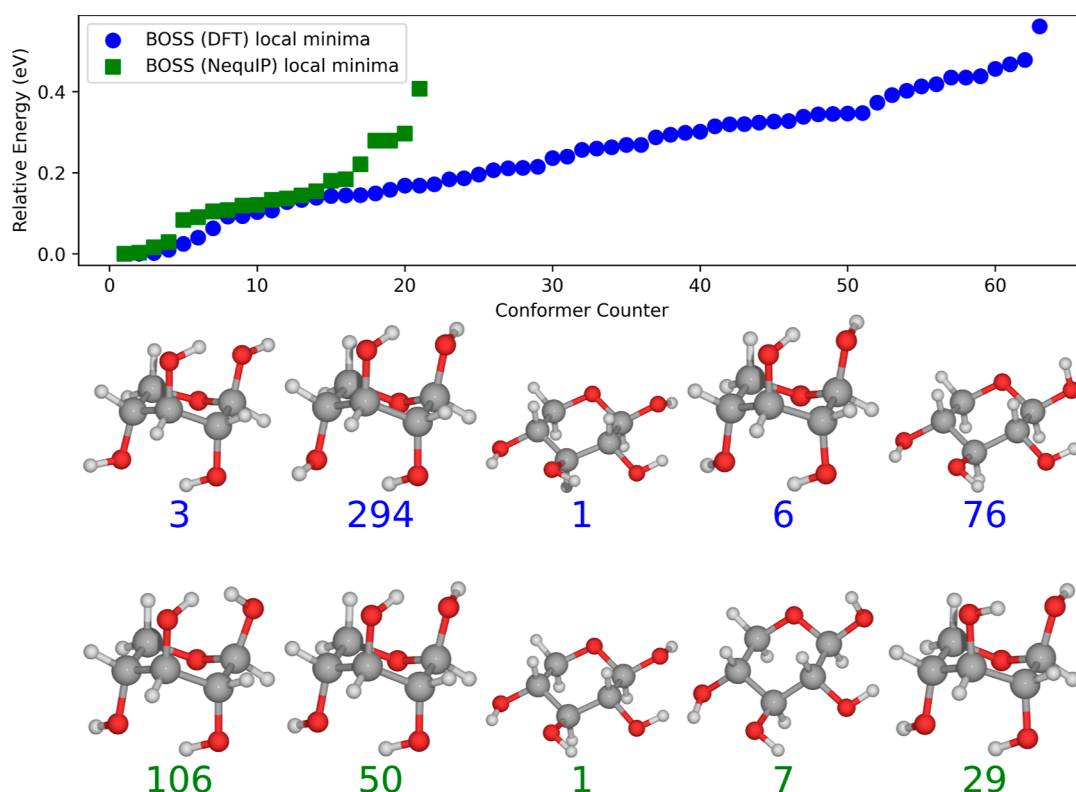 BOSS (DFT) local minima
BOSS (NequIP) local minima
Relative Energy (eV)
0.4
0.2
0.0
0 10 20 30 40 50 60
Conformer Counter
3 294 1 6 76
106 50 1 7 29